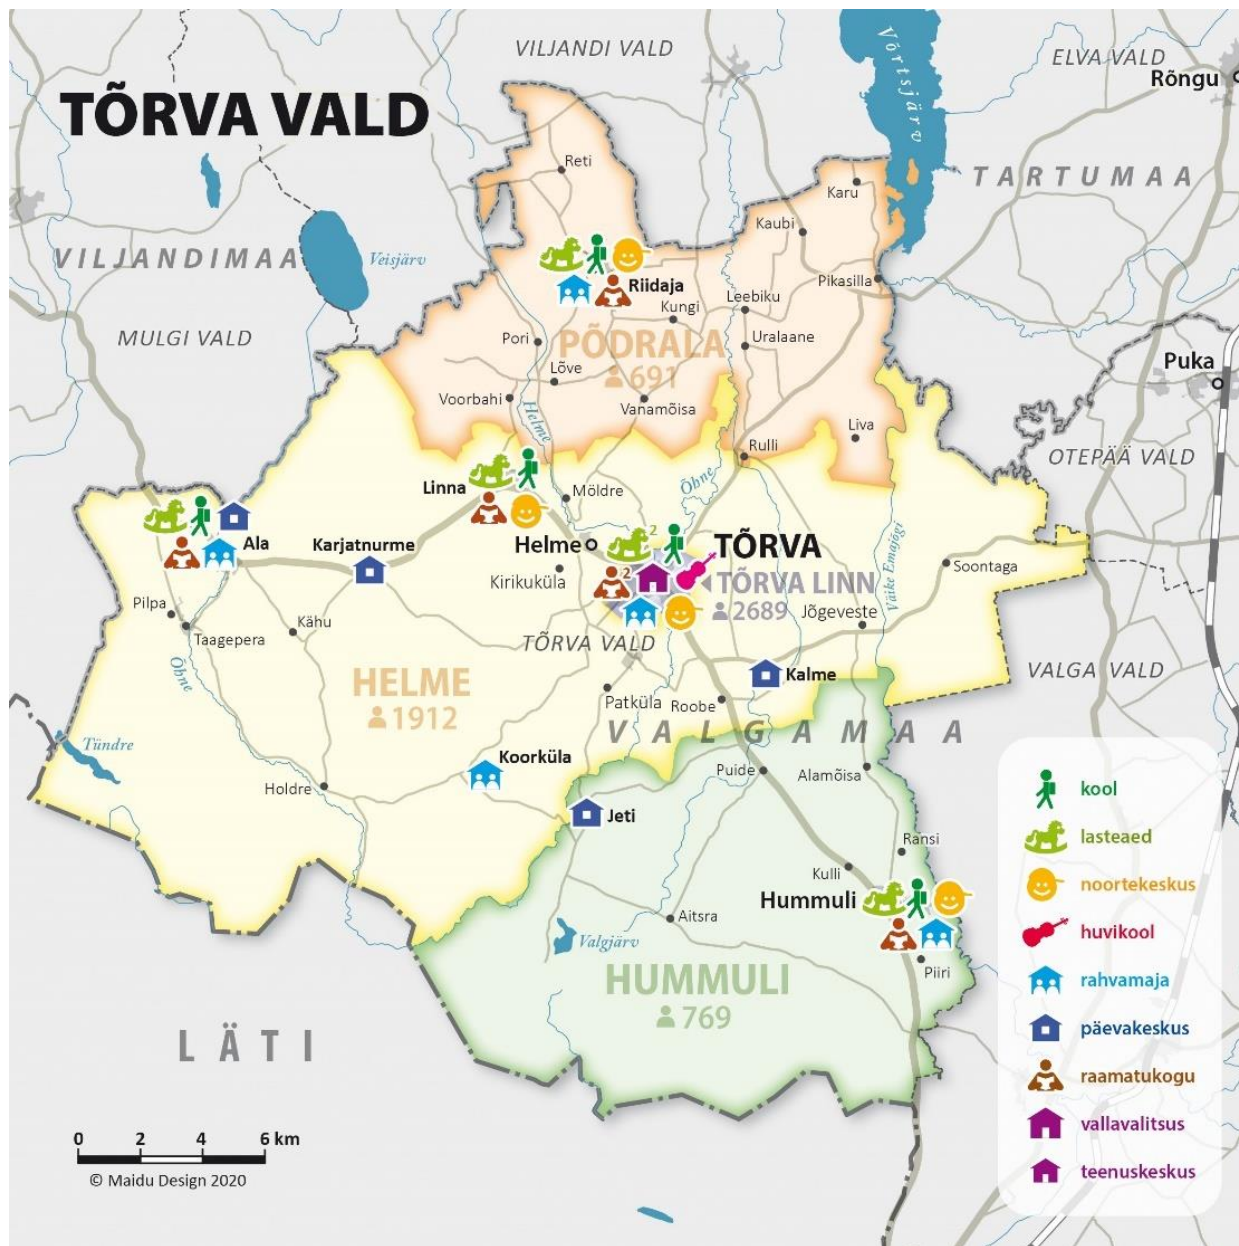 VILJANDI VALD
Võrtsjärv
ELVA VALD
Rõngu
TÕRVA VALD
Reti
TARTUMAA
Karu
Kaubi
VILJANDIMAA
Veisjärv
Riidaja
Pikasilla
Leebiku
Kungi
MULGI VALD
Pori
PÕDRALA
Uralaane
Puka
Lõve
691
Voorbahi
Helme
Vanamõisa
Liva
Rulli
OTEPÄÄ VALD
Linna
Möldre
Õhne
2
Helme
TÕRVA
Ala
Karjatnurme
Väike Emajõgi
Soontaga
2
Kirikuküla
TÕRVA LINN
2689
Jõgeveste
Pilpa
Kähu
Taagepera
TÕRVA VALD
Õhne
HELME
1912
Kalme
VALGA VALD
Patküla
Roobe
VALGAMAA
Tündre
Koorküla
Puide
Alamõisa
Holdre
Jeti
Ransi
Kulli
Hummuli
Aitsra
Valgjärv
Piiri
HUMMULI
769
LÄTI
kool
lasteaed
noortekeskus
huvikool
rahvamaja
päevakeskus
raamatukogu
vallavalitsus
teenuskeskus
0 2 4 6 km
© Maidu Design 2020